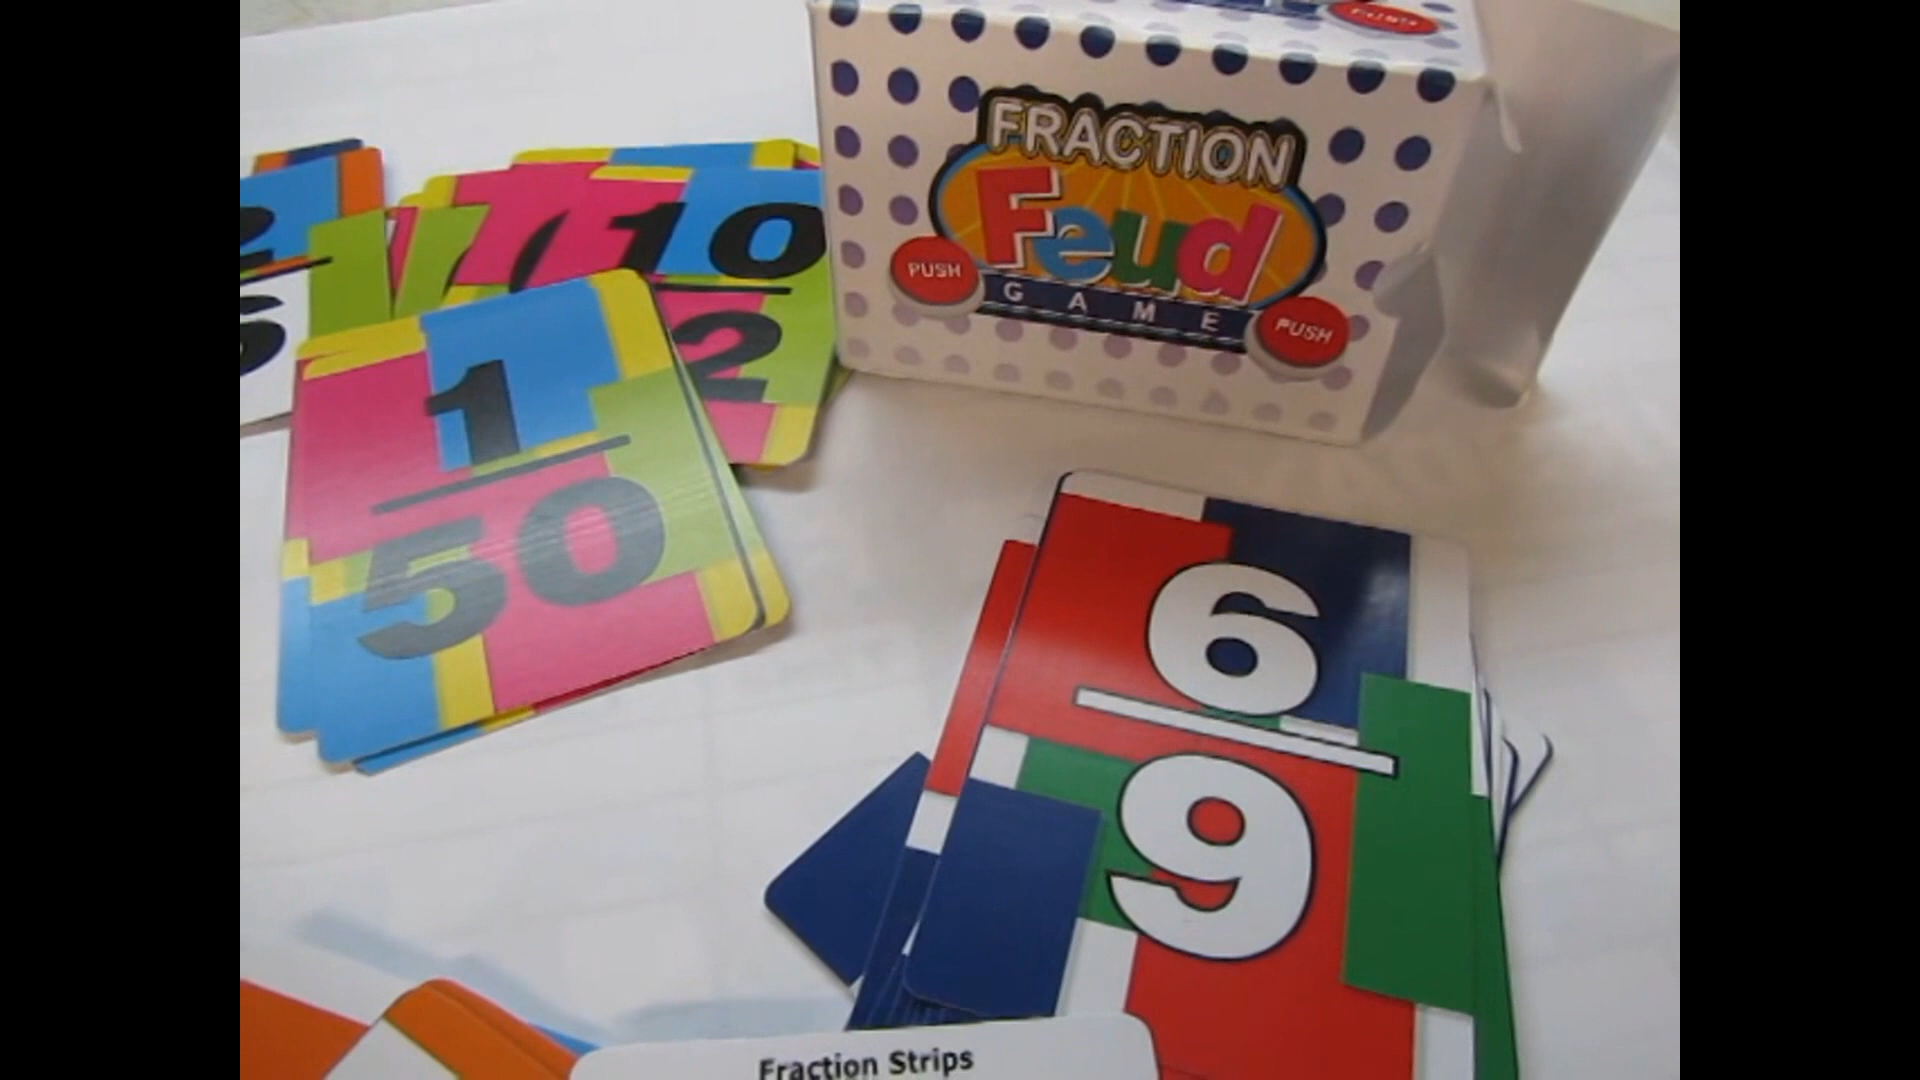 FRACTION
Feud
PUSH
GAME
PUSH
10
2
1
50
6
9
Fraction Strips